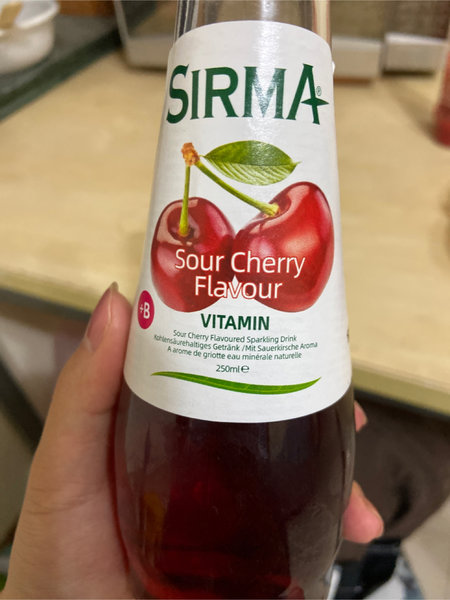 SIRMA®
Sour Cherry
Flavour
+B
VITAMIN
Sour Cherry Flavoured Sparkling Drink
Kohlensäurehaltiges Getränk /Mit Sauerkirsche Aroma
A arome de griotte eau minérale naturelle
250ml℮